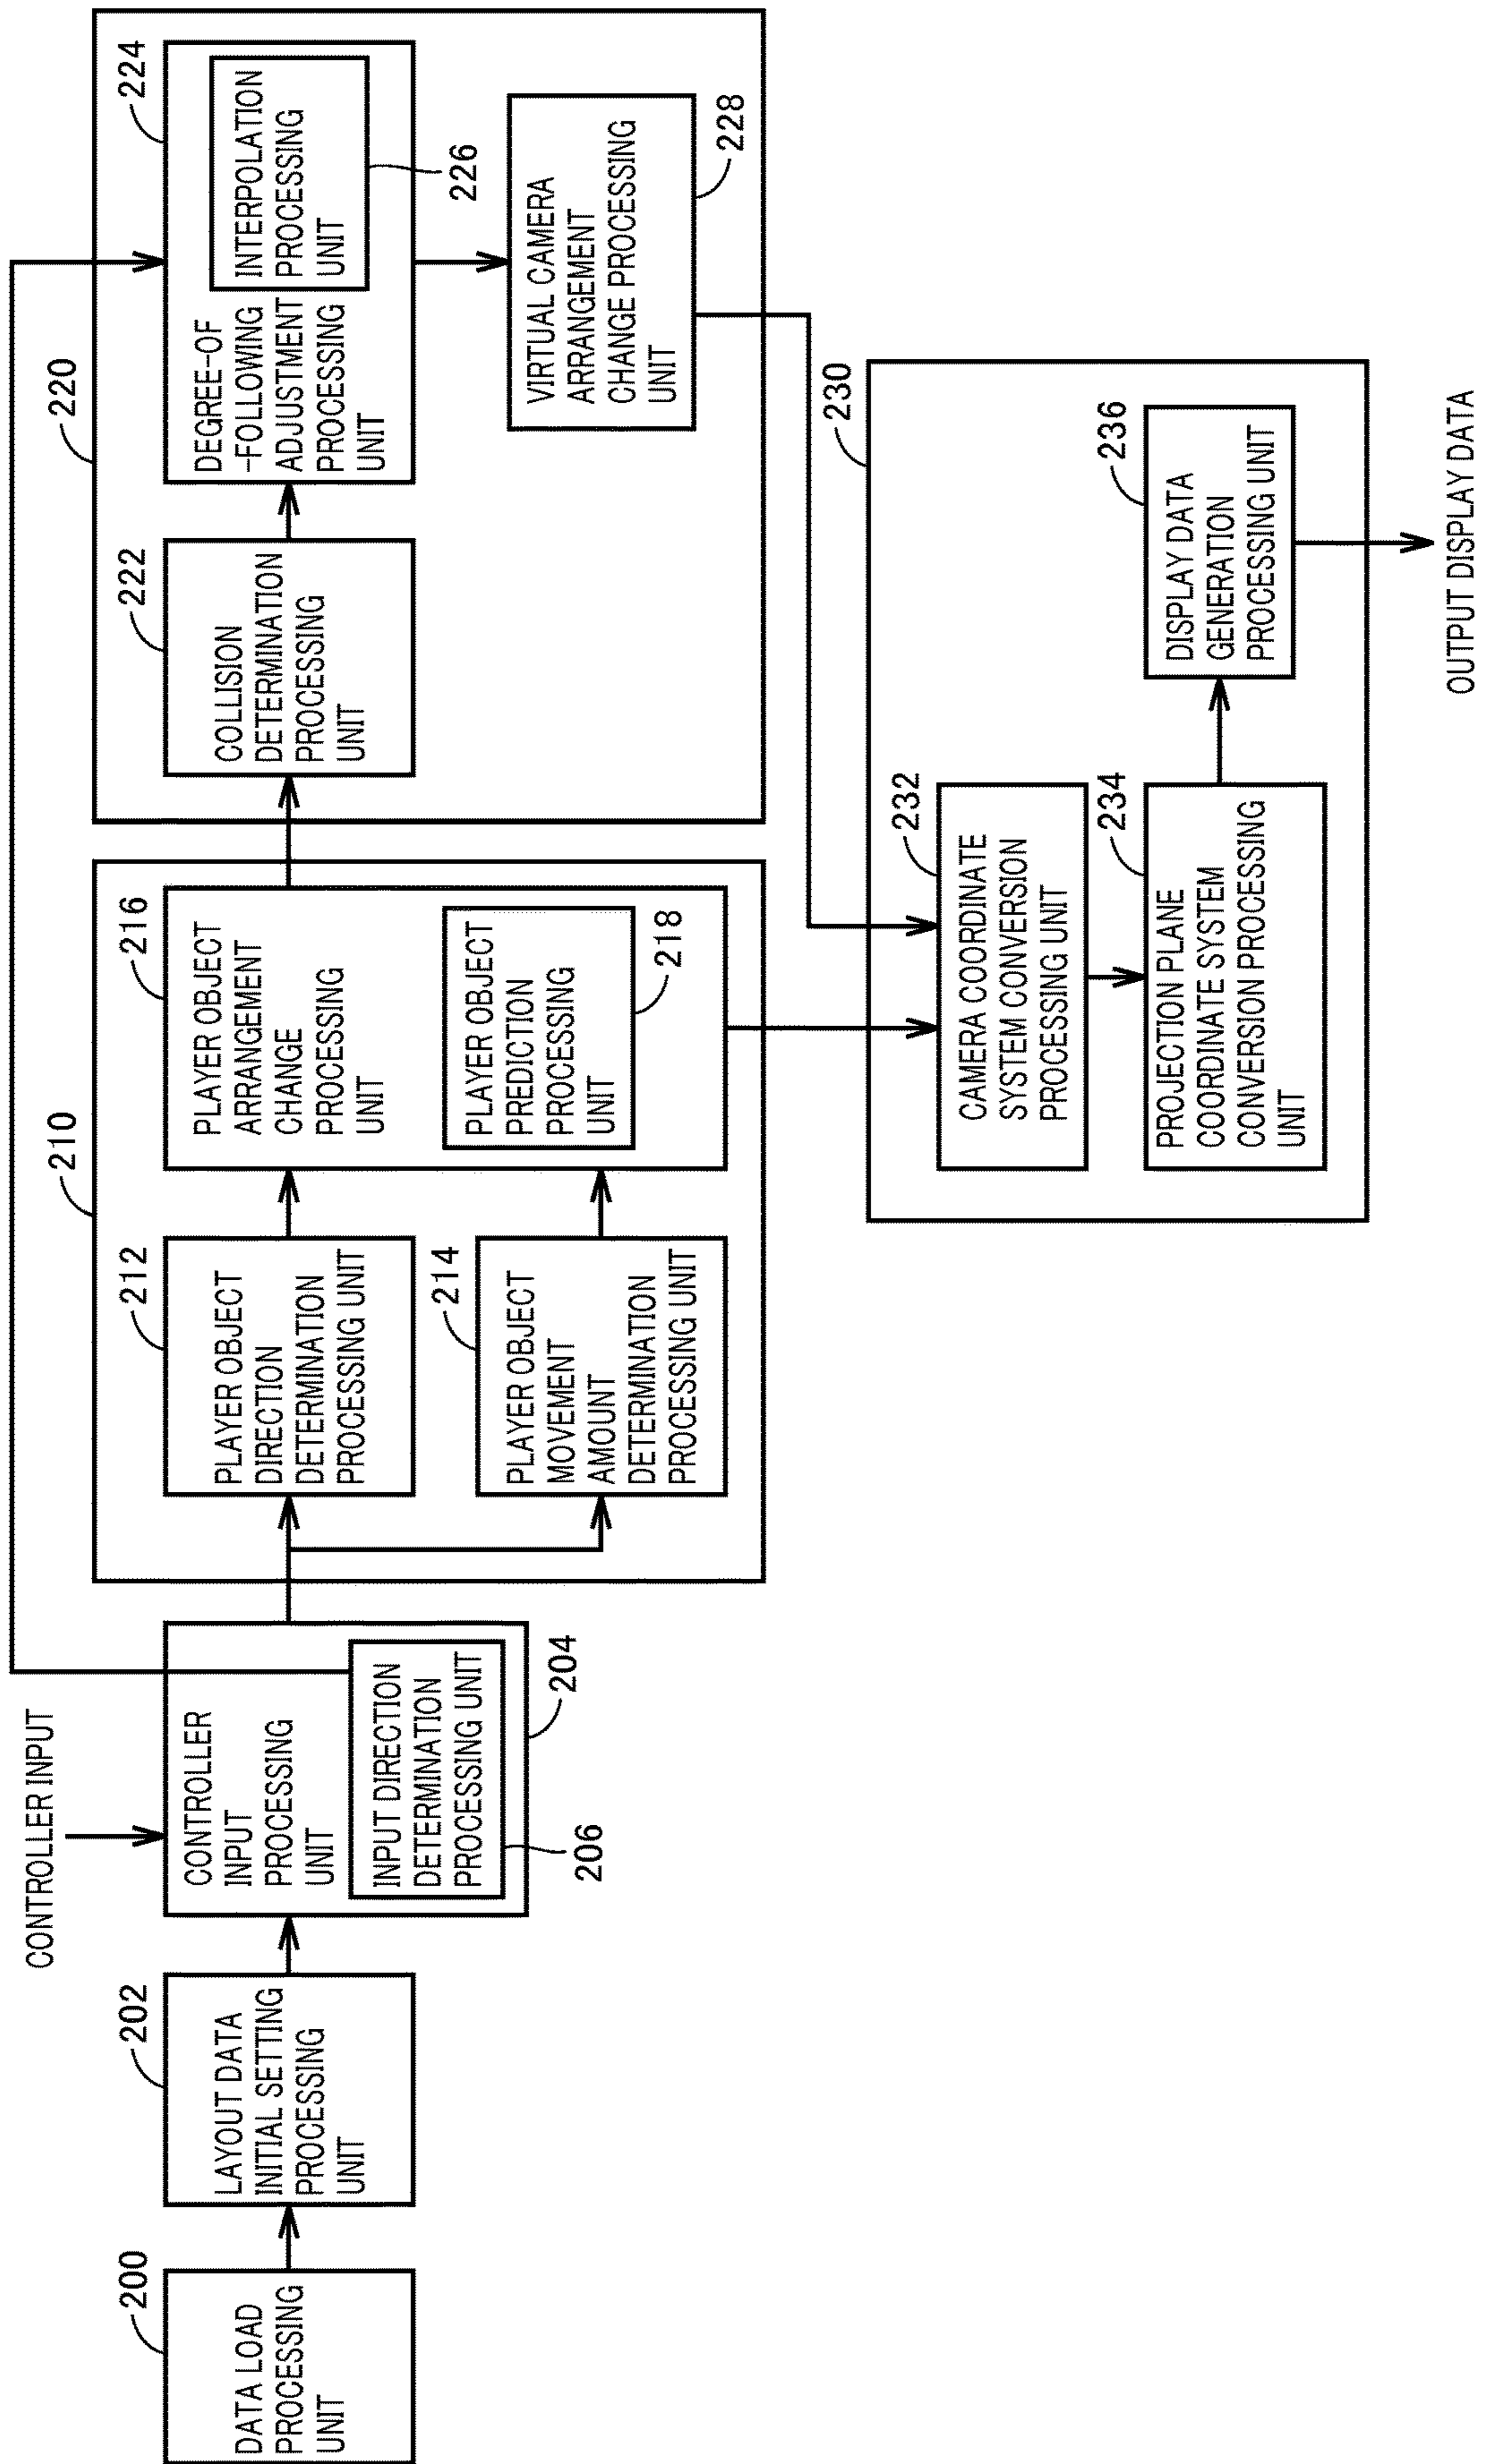 CONTROLLER INPUT
200
DATA LOAD
PROCESSING
UNIT
202
LAYOUT DATA
INITIAL SETTING
PROCESSING
UNIT
CONTROLLER
INPUT
PROCESSING
UNIT
204
INPUT DIRECTION
DETERMINATION
PROCESSING UNIT
206
210
212
PLAYER OBJECT
DIRECTION
DETERMINATION
PROCESSING UNIT
214
PLAYER OBJECT
MOVEMENT
AMOUNT
DETERMINATION
PROCESSING UNIT
216
PLAYER OBJECT
ARRANGEMENT
CHANGE
PROCESSING
UNIT
PLAYER OBJECT
PREDICTION
PROCESSING
UNIT
218
220
222
COLLISION
DETERMINATION
PROCESSING
UNIT
224
DEGREE-OF
-FOLLOWING
ADJUSTMENT
PROCESSING
UNIT
INTERPOLATION
PROCESSING
UNIT
226
VIRTUAL CAMERA
ARRANGEMENT
CHANGE PROCESSING
UNIT
228
230
232
CAMERA COORDINATE
SYSTEM CONVERSION
PROCESSING UNIT
234
PROJECTION PLANE
COORDINATE SYSTEM
CONVERSION PROCESSING
UNIT
236
DISPLAY DATA
GENERATION
PROCESSING UNIT
OUTPUT DISPLAY DATA